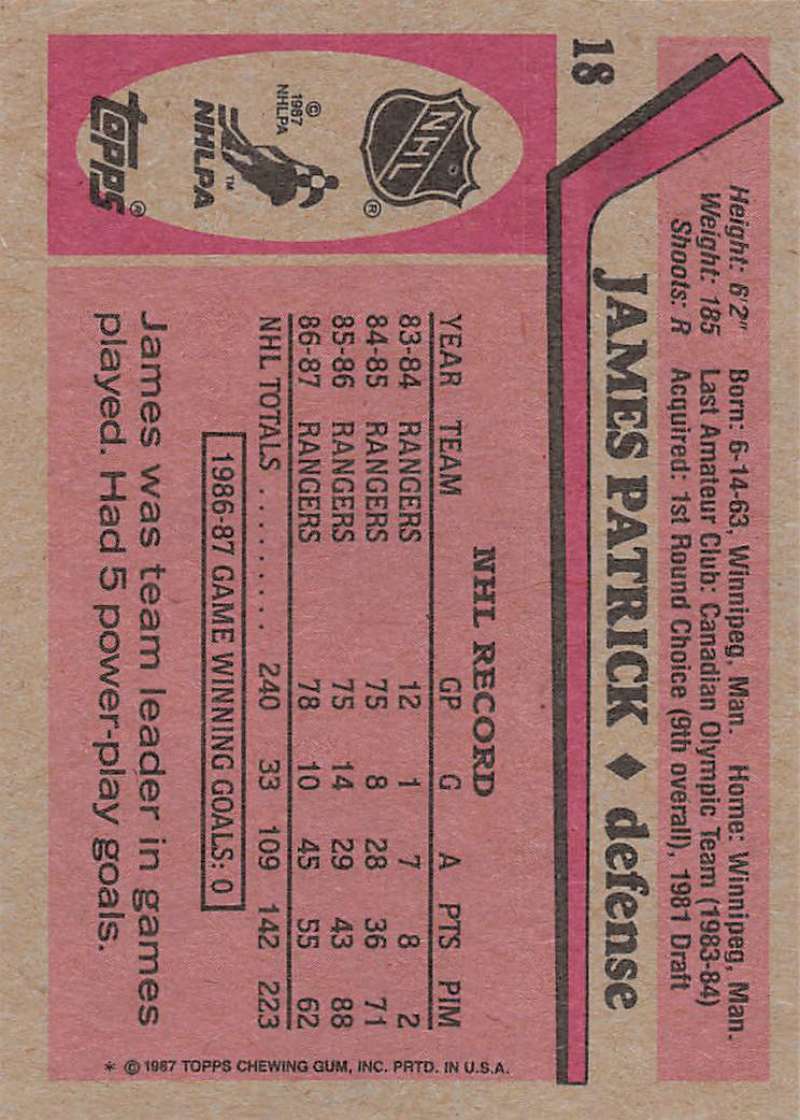 18
JAMES PATRICK ♦ defense
Height: 6'2" Born: 6-14-63, Winnipeg, Man. Home: Winnipeg, Man.
Weight: 185 Last Amateur Club: Canadian Olympic Team (1983-84)
Shoots: R Acquired: 1st Round Choice (9th overall), 1981 Draft
NHL ®
© 1987 NHLPA
NHLPA ™
TOPPS ®
NHL RECORD
YEAR TEAM GP G A PTS PIM
83-84 RANGERS 12 1 7 8 2
84-85 RANGERS 75 8 28 36 71
85-86 RANGERS 75 14 29 43 88
86-87 RANGERS 78 10 45 55 62
NHL TOTALS .......... 240 33 109 142 223
1986-87 GAME WINNING GOALS: 0
James was team leader in games
played. Had 5 power-play goals.
* © 1987 TOPPS CHEWING GUM, INC. PRTD. IN U.S.A.